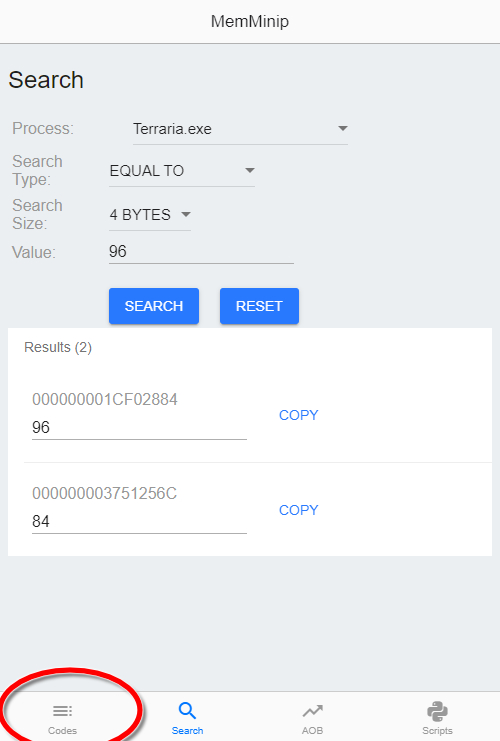 MemMinip
Search
Process: Terraria.exe
Search Type: EQUAL TO
Search Size: 4 BYTES
Value: 96
SEARCH RESET
Results (2)
000000001CF02884
96 COPY
000000003751256C
84 COPY
Codes Search AOB Scripts